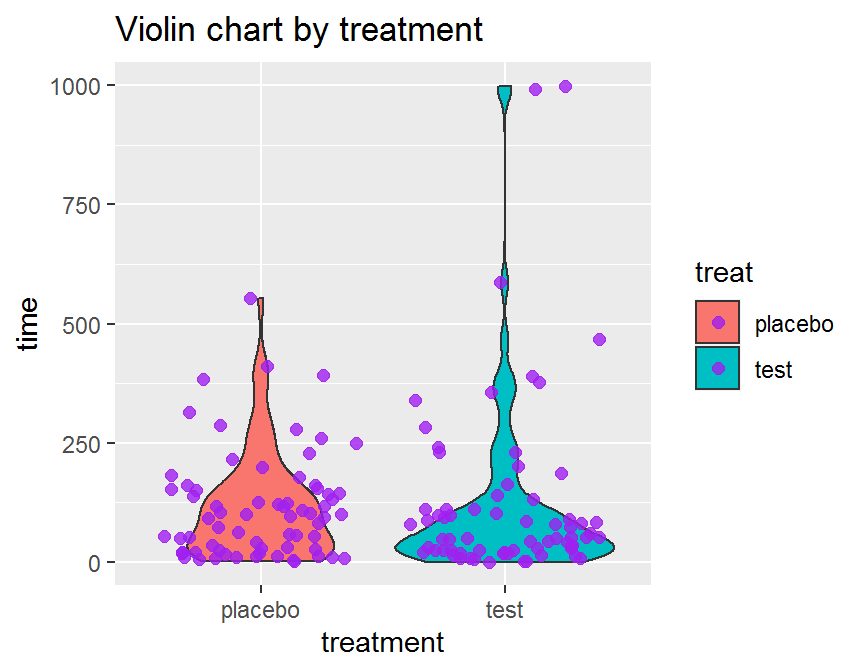 Violin chart by treatment
1000
750
500
250
0
time
placebo
test
treatment
treat
placebo
test